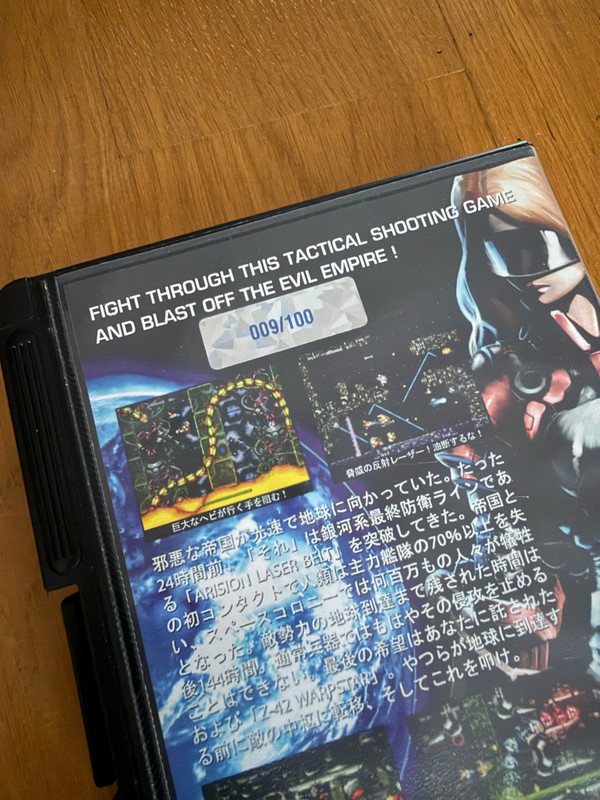 FIGHT THROUGH THIS TACTICAL SHOOTING GAME
AND BLAST OFF THE EVIL EMPIRE !
009/100
巨大なヘビが行く手を阻む！
脅威の反射レーザー！油断するな！
邪悪な帝国が光速で地球に向かっていた。たった
24時間前、「それ」は銀河系最終防衛ラインであ
る「ARISION LASER BELT」を突破してきた。帝国と
の初コンタクトで人類は主力艦隊の70%以上を失
い、スペースコロニーでは何百万もの人々が犠牲
となった。敵勢力の地球到達まで残された時間は
後144時間。通常兵器ではもはやその侵攻を止める
ことはできない。最後の希望はあなたに託された
および「Z-42 WARPSTAR」。やつらが地球に到達す
る前に敵の中枢に転移、そしてこれを叩け。